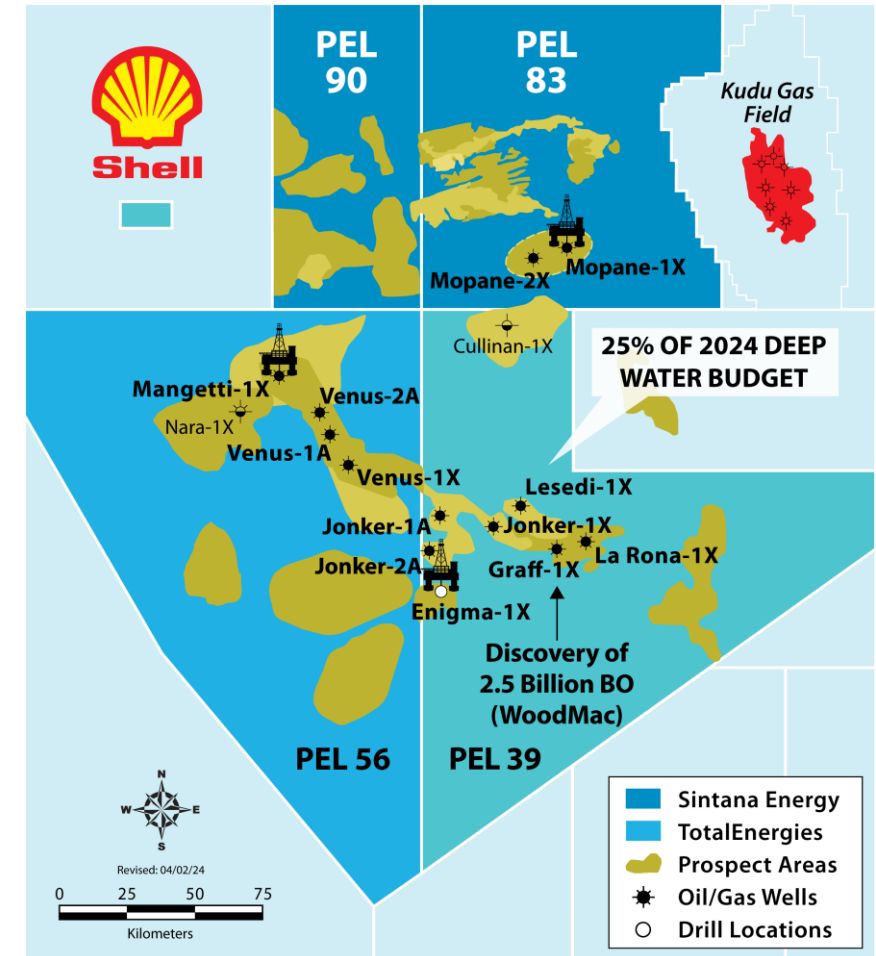 Shell
PEL
90
PEL
83
Kudu Gas
Field
Mopane-2X
Mopane-1X
Cullinan-1X
25% OF 2024 DEEP
WATER BUDGET
Mangetti-1X
Nara-1X
Venus-2A
Venus-1A
Venus-1X
Lesedi-1X
Jonker-1A
Jonker-1X
Jonker-2A
Graff-1X
La Rona-1X
Enigma-1X
Discovery of
2.5 Billion BO
(WoodMac)
PEL 56
PEL 39
N
W
E
S
Revised: 04/02/24
0 25 50 75
Kilometers
Sintana Energy
TotalEnergies
Prospect Areas
Oil/Gas Wells
Drill Locations